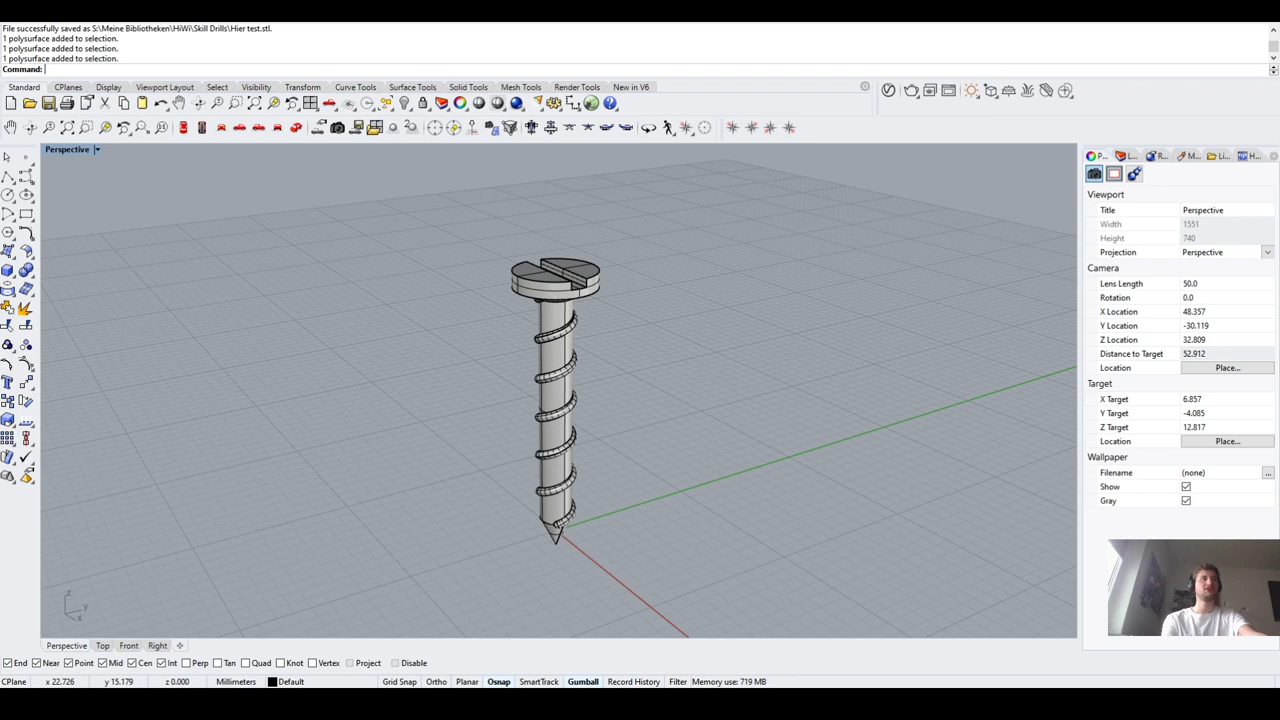 File successfully saved as S:\Meine Bibliotheken\HiWi\Skill Drills\Hier test.stl.
1 polysurface added to selection.
1 polysurface added to selection.
1 polysurface added to selection.
Command:
Standard CPlanes Display Viewport Layout Select Visibility Transform Curve Tools Surface Tools Mesh Tools Render Tools New in V6
Perspective
P... L... R... M... Li... H...
Viewport
Title Perspective
Width 1551
Height 740
Projection Perspective
Camera
Lens Length 50.0
Rotation 0.0
X Location 48.357
Y Location -30.119
Z Location 32.809
Distance to Target 52.912
Location Place...
Target
X Target 6.857
Y Target -4.085
Z Target 12.817
Location Place...
Wallpaper
Filename (none) ...
Show
Gray
z
y
x
Perspective Top Front Right
End Near Point Mid Cen Int Perp Tan Quad Knot Vertex Project Disable
CPlane x 22.726 y 15.179 z 0.000 Millimeters Default Grid Snap Ortho Planar Osnap SmartTrack Gumball Record History Filter Memory use: 719 MB